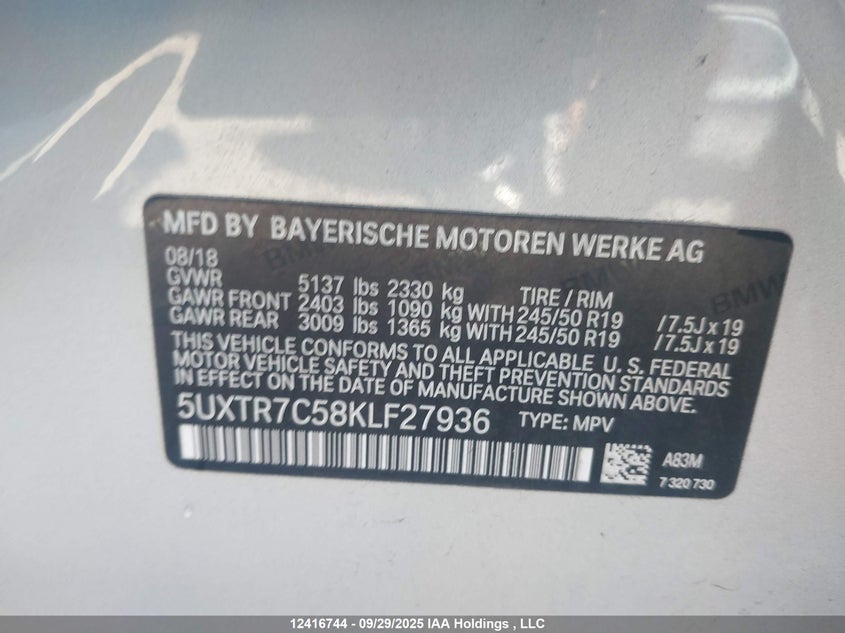 MFD BY BAYERISCHE MOTOREN WERKE AG
08/18
GVWR 5137 lbs 2330 kg TIRE / RIM
GAWR FRONT 2403 lbs 1090 kg WITH 245/50 R19 /7.5J x 19
GAWR REAR 3009 lbs 1365 kg WITH 245/50 R19 /7.5J x 19
THIS VEHICLE CONFORMS TO ALL APPLICABLE U. S. FEDERAL
MOTOR VEHICLE SAFETY AND THEFT PREVENTION STANDARDS
IN EFFECT ON THE DATE OF MANUFACTURE SHOWN ABOVE.
5UXTR7C58KLF27936 TYPE: MPV
A83M
7 320 730
BMW
12416744 - 09/29/2025 IAA Holdings , LLC